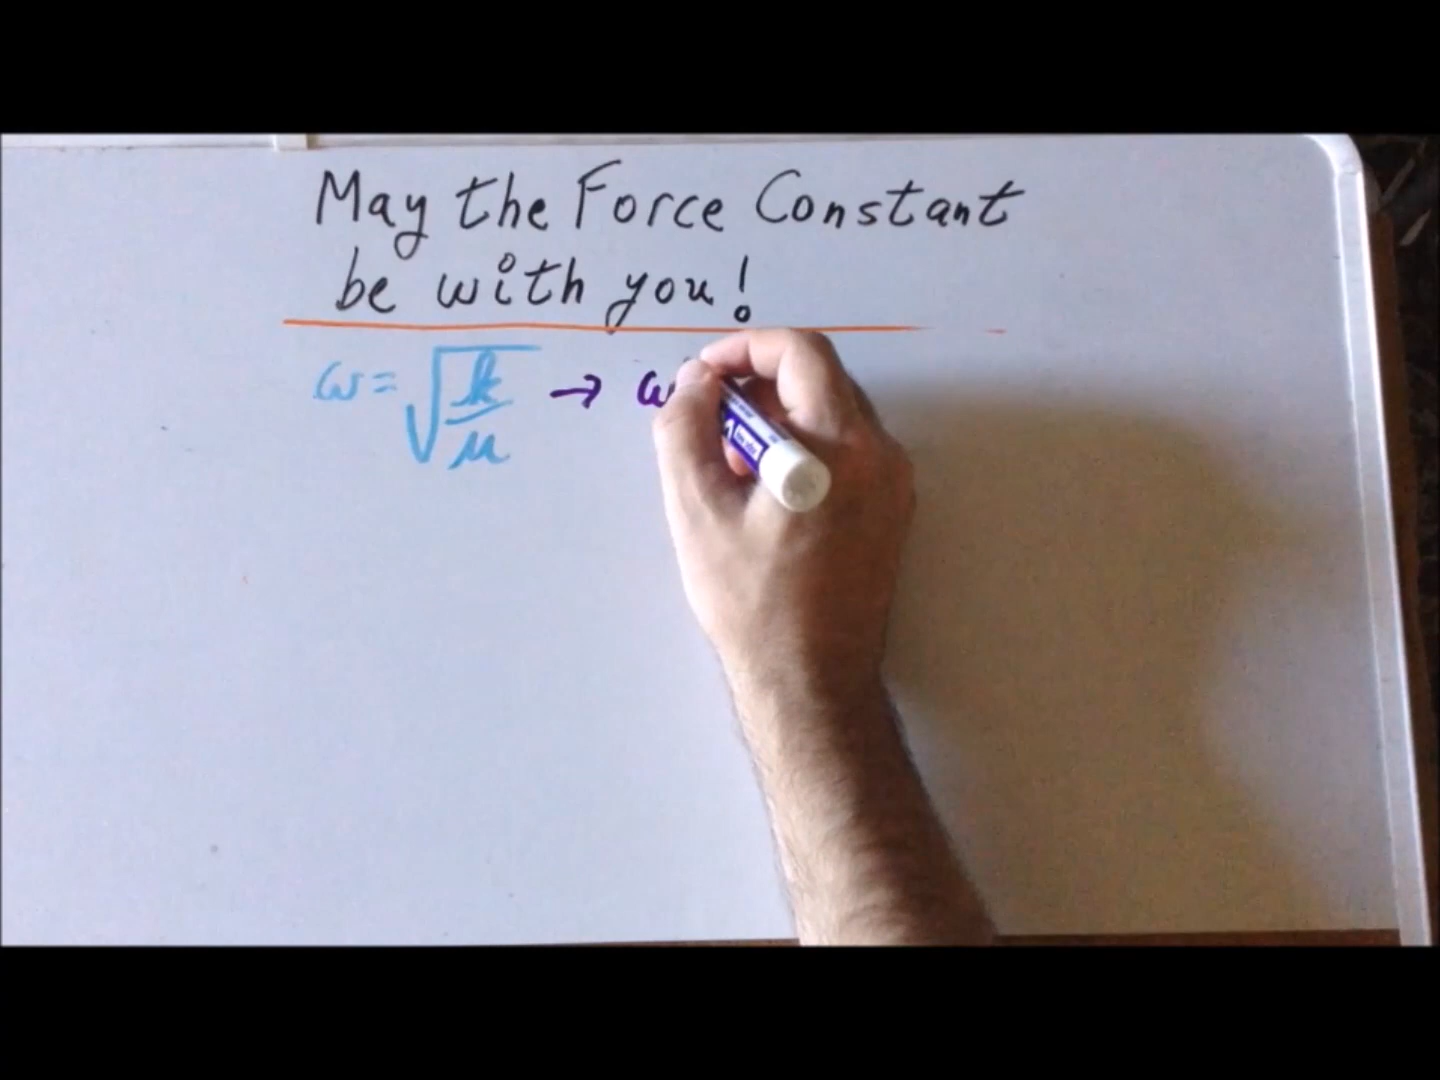 May the Force Constant
be with you!
ω = √(k/μ) → ω